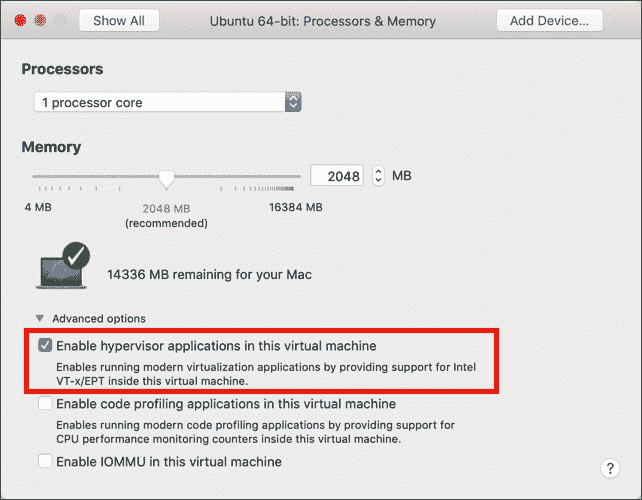 Show All
Ubuntu 64-bit: Processors & Memory
Add Device...
Processors
1 processor core
Memory
2048
MB
4 MB
2048 MB
16384 MB
(recommended)
14336 MB remaining for your Mac
Advanced options
Enable hypervisor applications in this virtual machine
Enables running modern virtualization applications by providing support for Intel
VT-x/EPT inside this virtual machine.
Enable code profiling applications in this virtual machine
Enables running modern code profiling applications by providing support for
CPU performance monitoring counters inside this virtual machine.
Enable IOMMU in this virtual machine
?